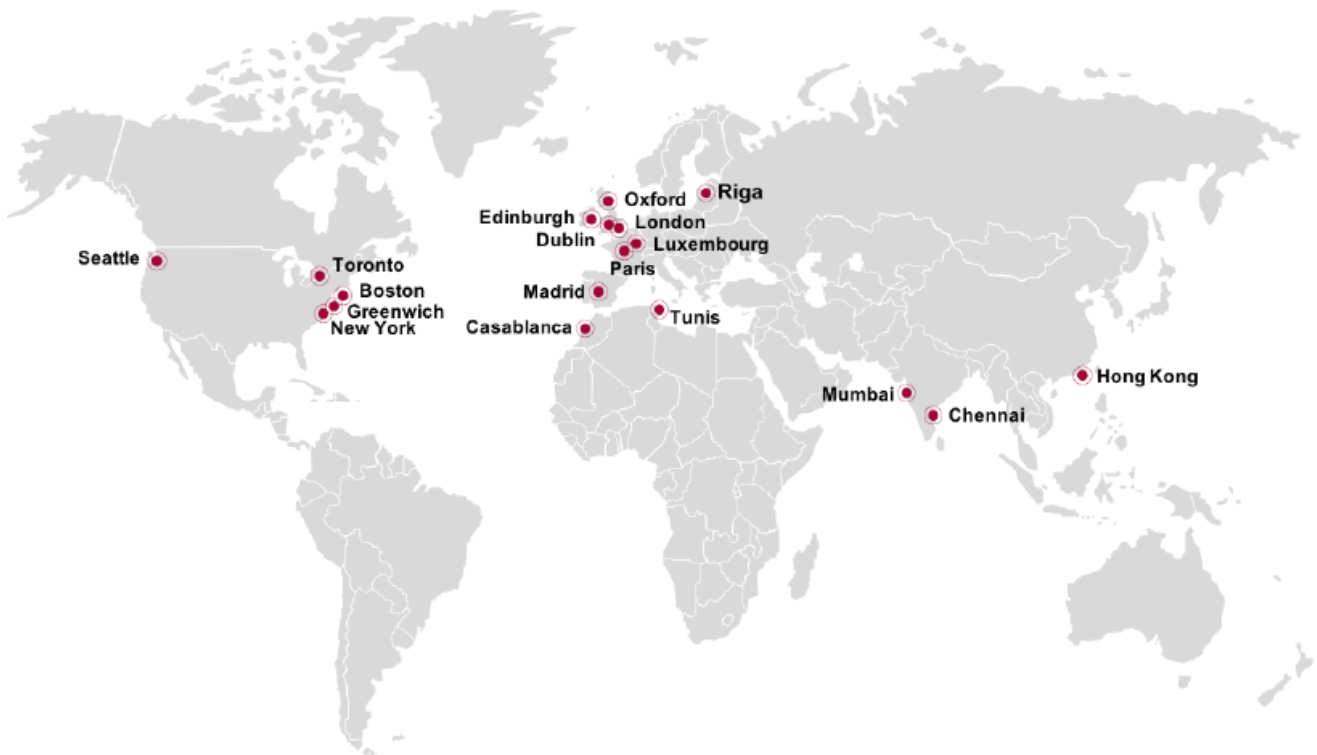 Riga
Oxford
Edinburgh
London
Dublin
Luxembourg
Paris
Seattle
Toronto
Boston
Greenwich
New York
Madrid
Tunis
Casablanca
Hong Kong
Mumbai
Chennai